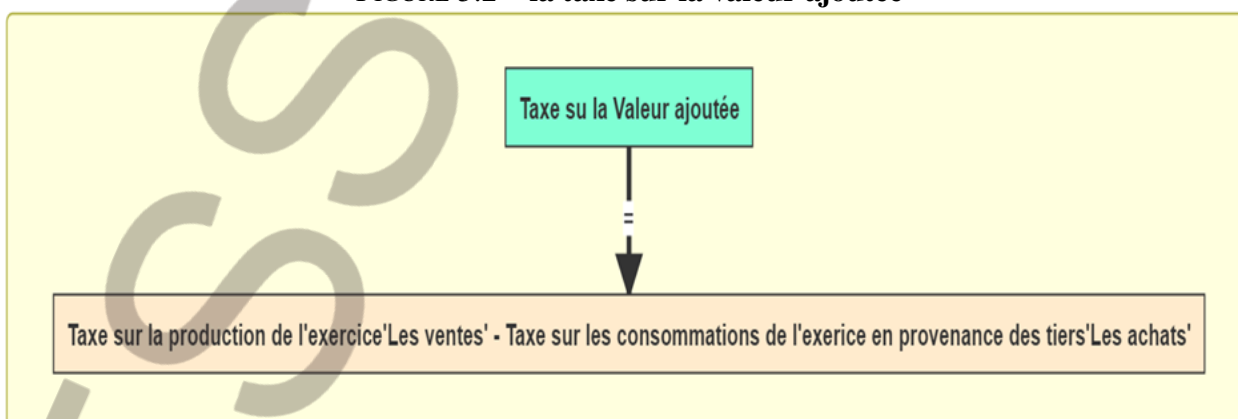 Taxe su la Valeur ajoutée
=
Taxe sur la production de l'exercice'Les ventes' - Taxe sur les consommations de l'exerice en provenance des tiers'Les achats'